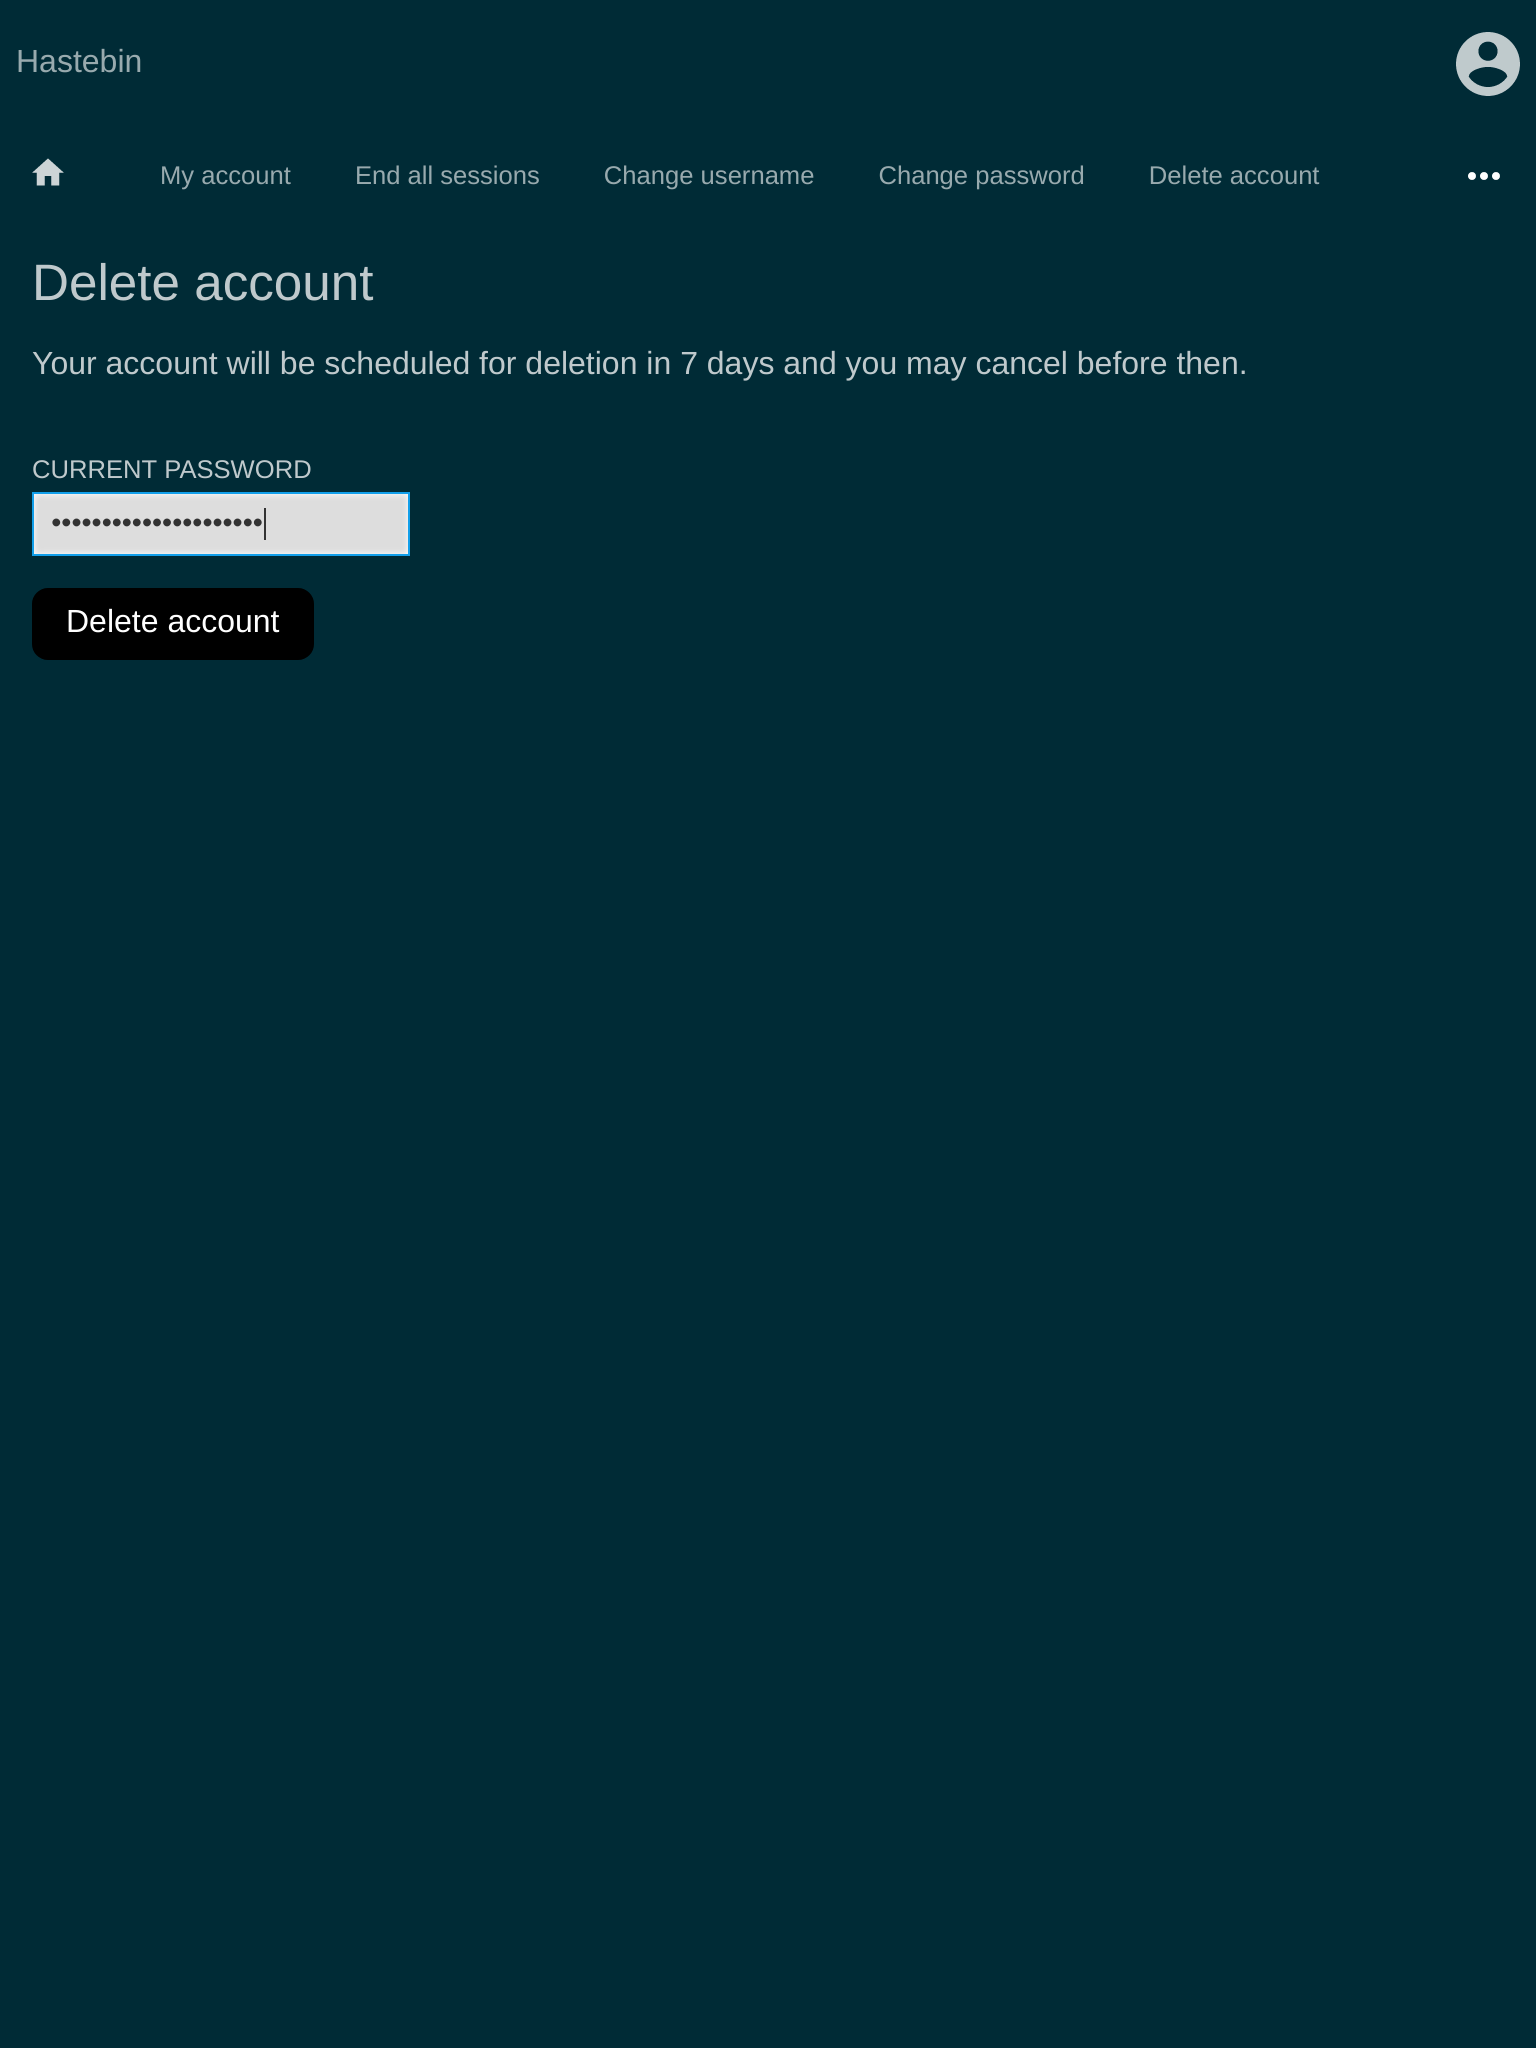 Hastebin
My account End all sessions Change username Change password Delete account
Delete account
Your account will be scheduled for deletion in 7 days and you may cancel before then.
CURRENT PASSWORD
•••••••••••••••••••••
Delete account